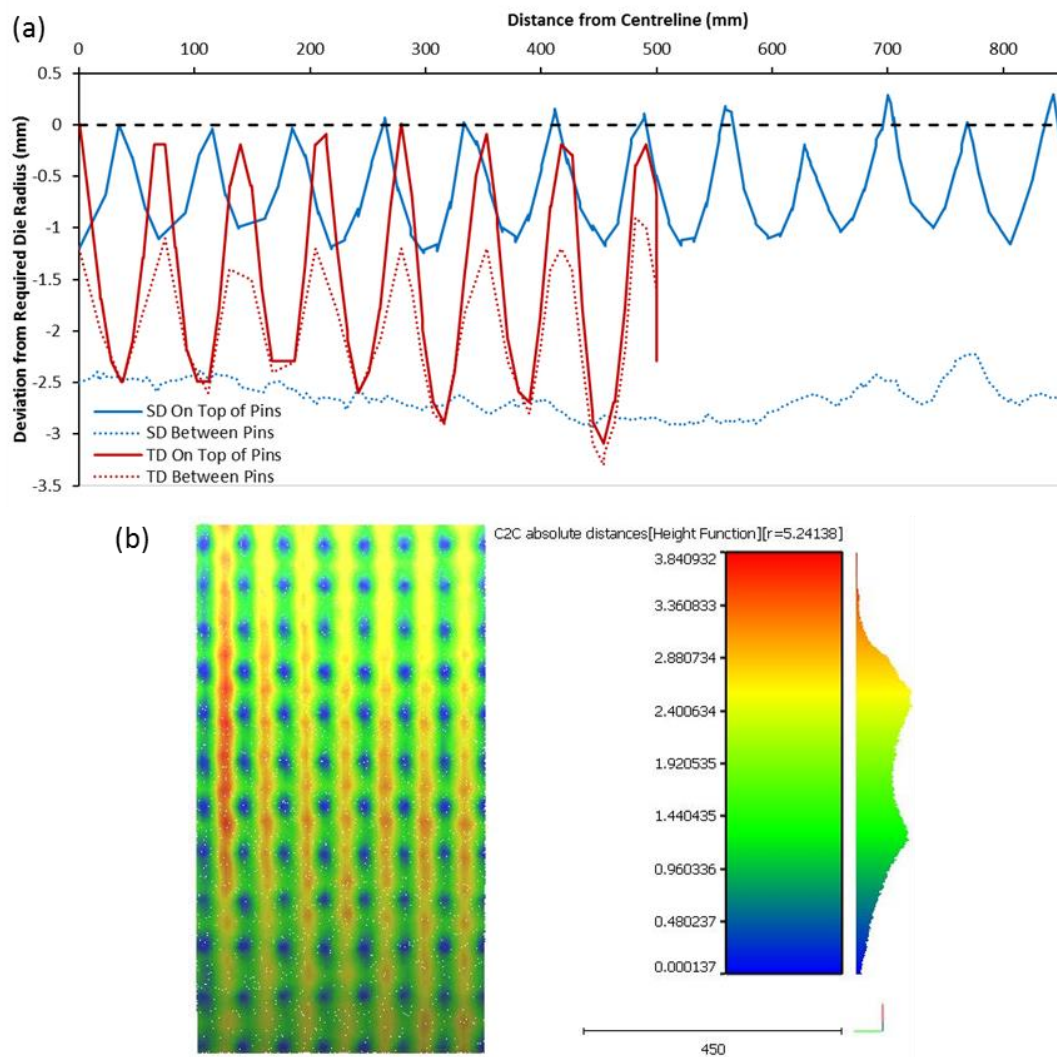 (a)
Distance from Centreline (mm)
0 100 200 300 400 500 600 700 800
Deviation from Required Die Radius (mm)
0.5
0
-0.5
-1
-1.5
-2
-2.5
-3
-3.5
SD On Top of Pins
SD Between Pins
TD On Top of Pins
TD Between Pins
(b)
C2C absolute distances[Height Function][r=5.24138]
3.840932
3.360833
2.880734
2.400634
1.920535
1.440435
0.960336
0.480237
0.000137
450